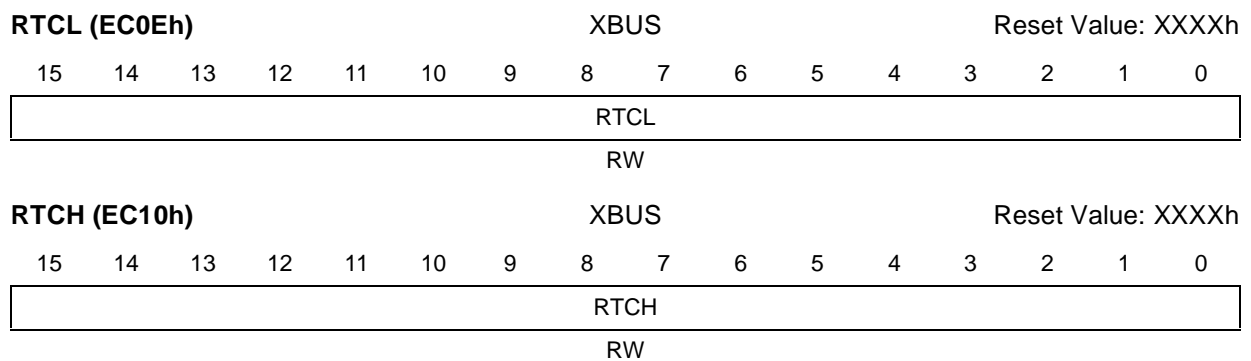 RTCL (EC0Eh) XBUS Reset Value: XXXXh
15 14 13 12 11 10 9 8 7 6 5 4 3 2 1 0
RTCL
RW
RTCH (EC10h) XBUS Reset Value: XXXXh
15 14 13 12 11 10 9 8 7 6 5 4 3 2 1 0
RTCH
RW